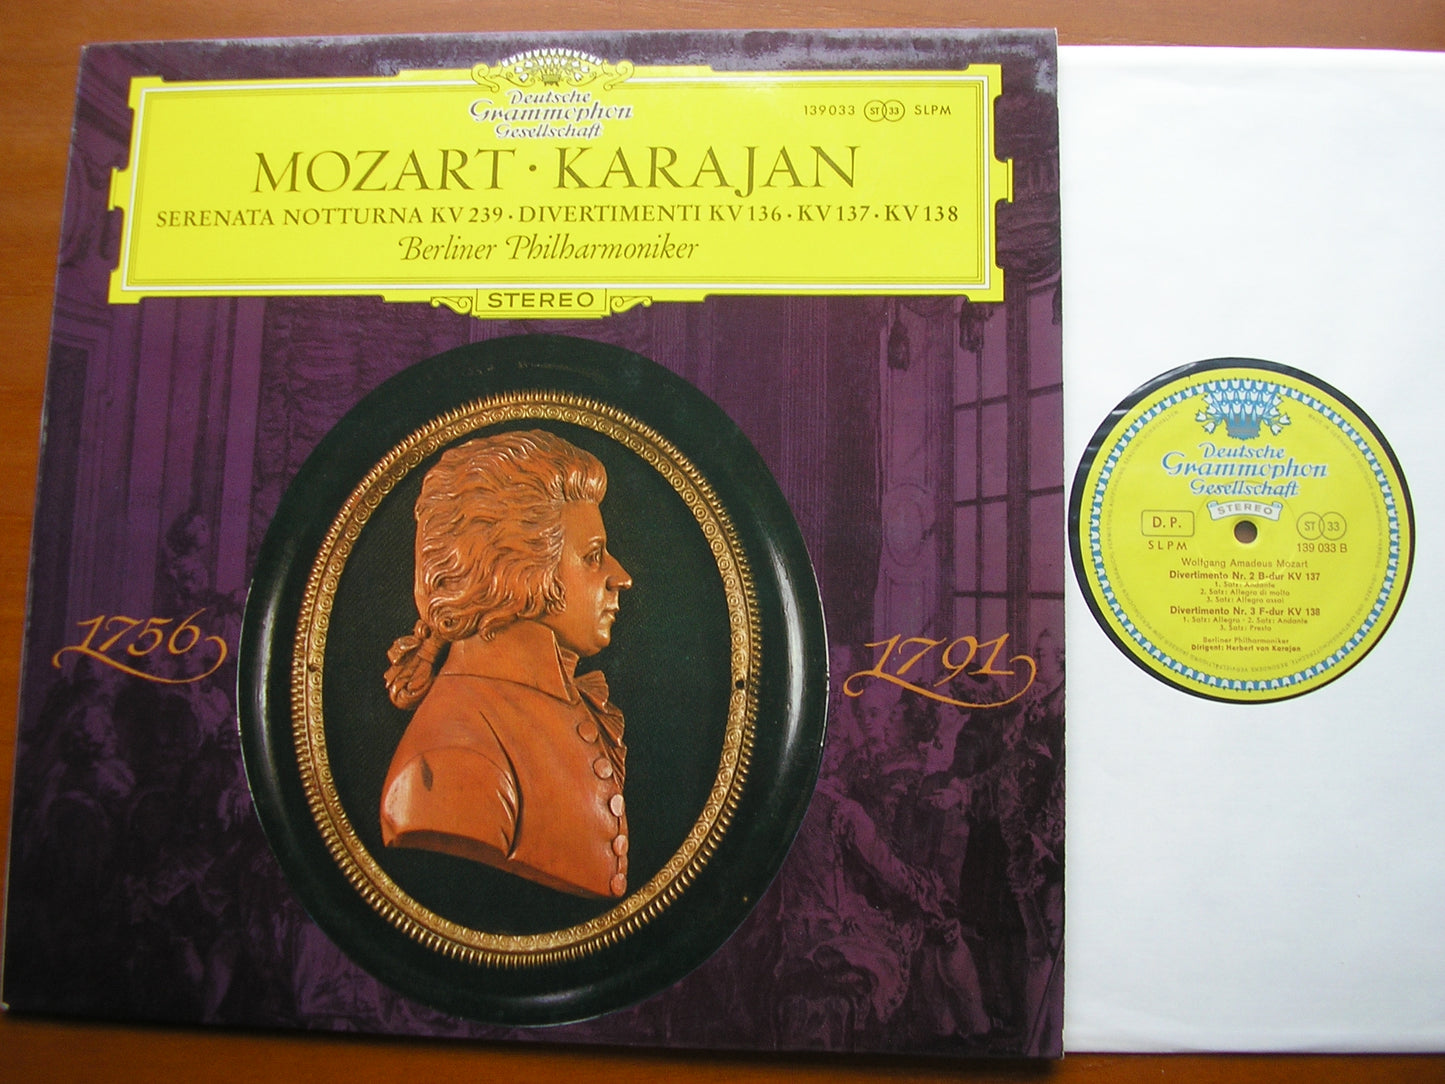 Deutsche
Grammophon
Gesellschaft
139033 ST 33 SLPM
MOZART · KARAJAN
SERENATA NOTTURNA KV 239 · DIVERTIMENTI KV 136 · KV 137 · KV 138
Berliner Philharmoniker
STEREO
1756
1791
Deutsche
Grammophon
Gesellschaft
STEREO
D.P.
SLPM
ST 33
139 033 B
Wolfgang Amadeus Mozart
Divertimento Nr. 2 B-dur KV 137
1. Satz: Andante
2. Satz: Allegro di molto
3. Satz: Allegro assai
Divertimento Nr. 3 F-dur KV 138
1. Satz: Allegro - 2. Satz: Andante
3. Satz: Presto
Berliner Philharmoniker
Dirigent: Herbert von Karajan